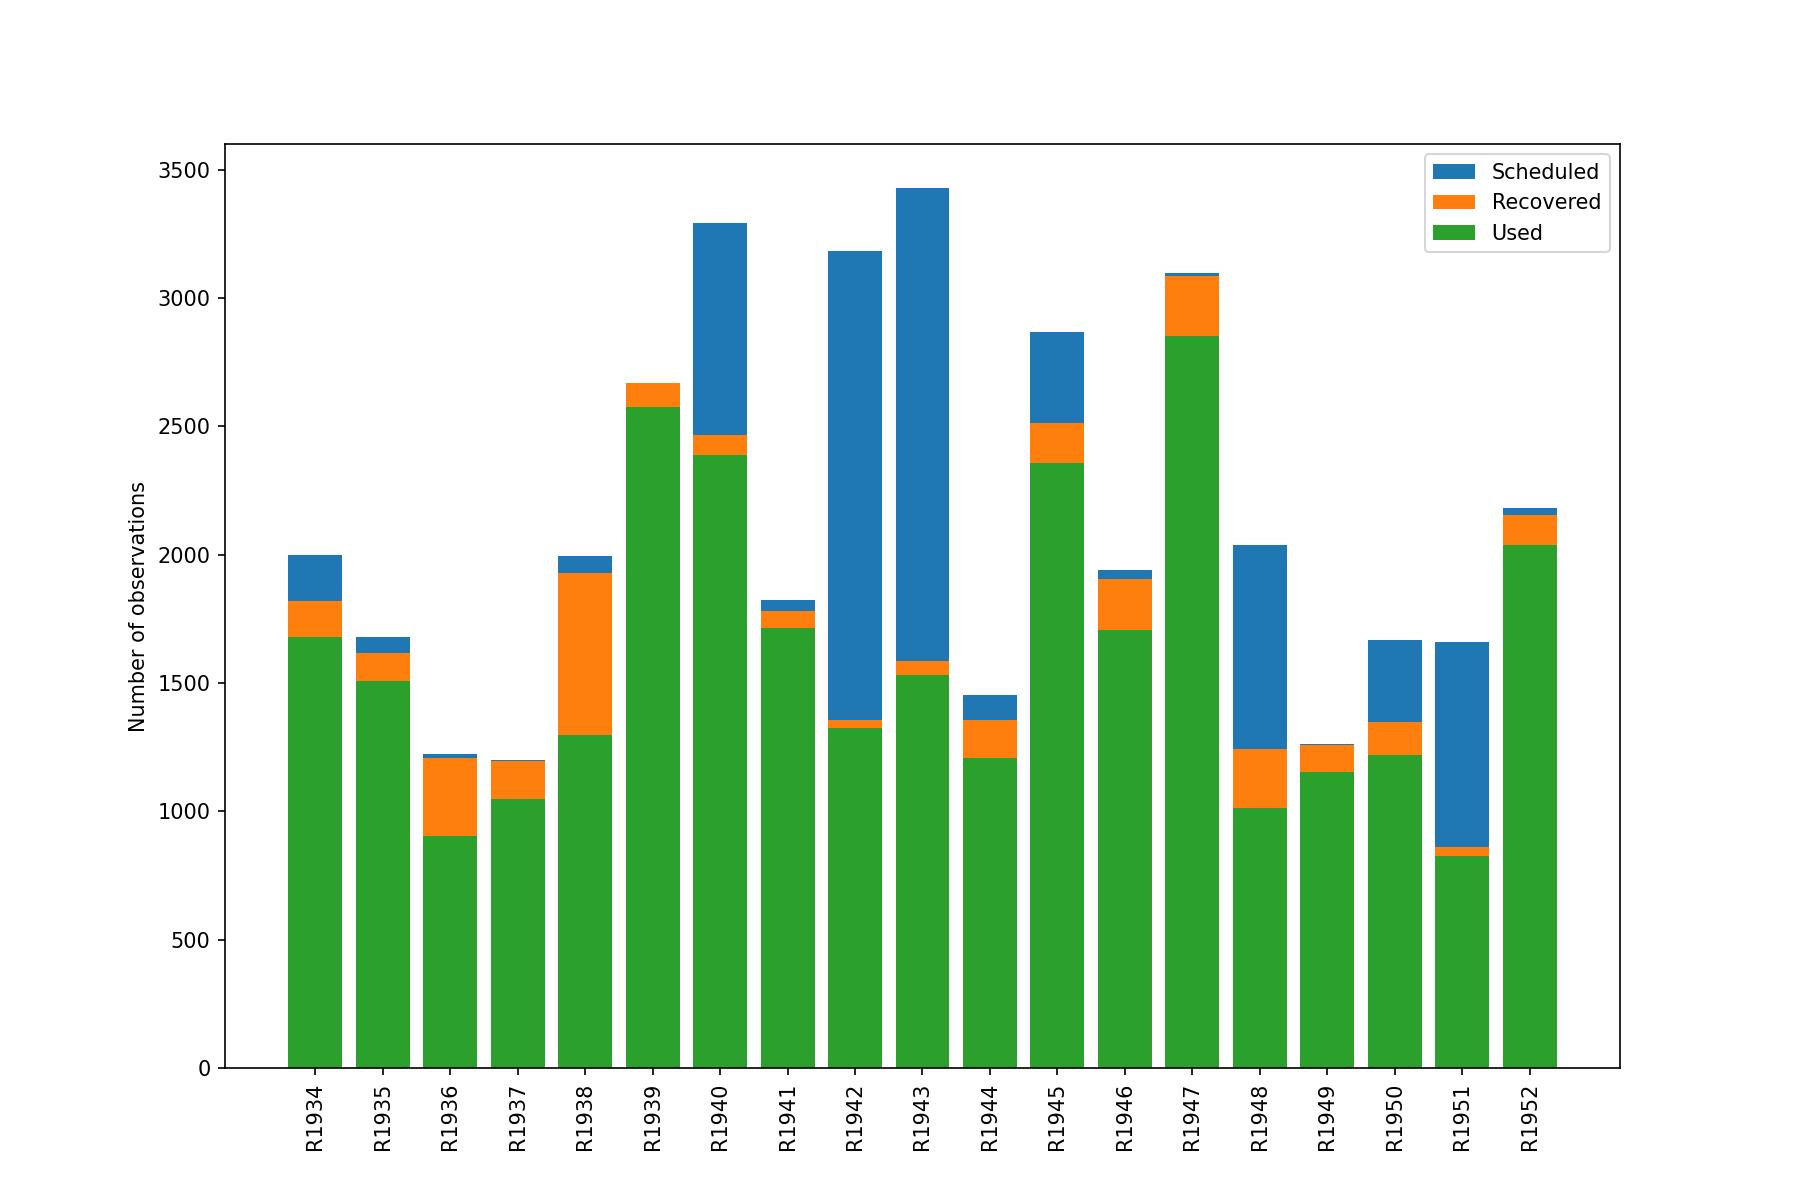 3500
3000
2500
2000
1500
1000
500
0
Number of observations
Scheduled
Recovered
Used
R1934
R1935
R1936
R1937
R1938
R1939
R1940
R1941
R1942
R1943
R1944
R1945
R1946
R1947
R1948
R1949
R1950
R1951
R1952